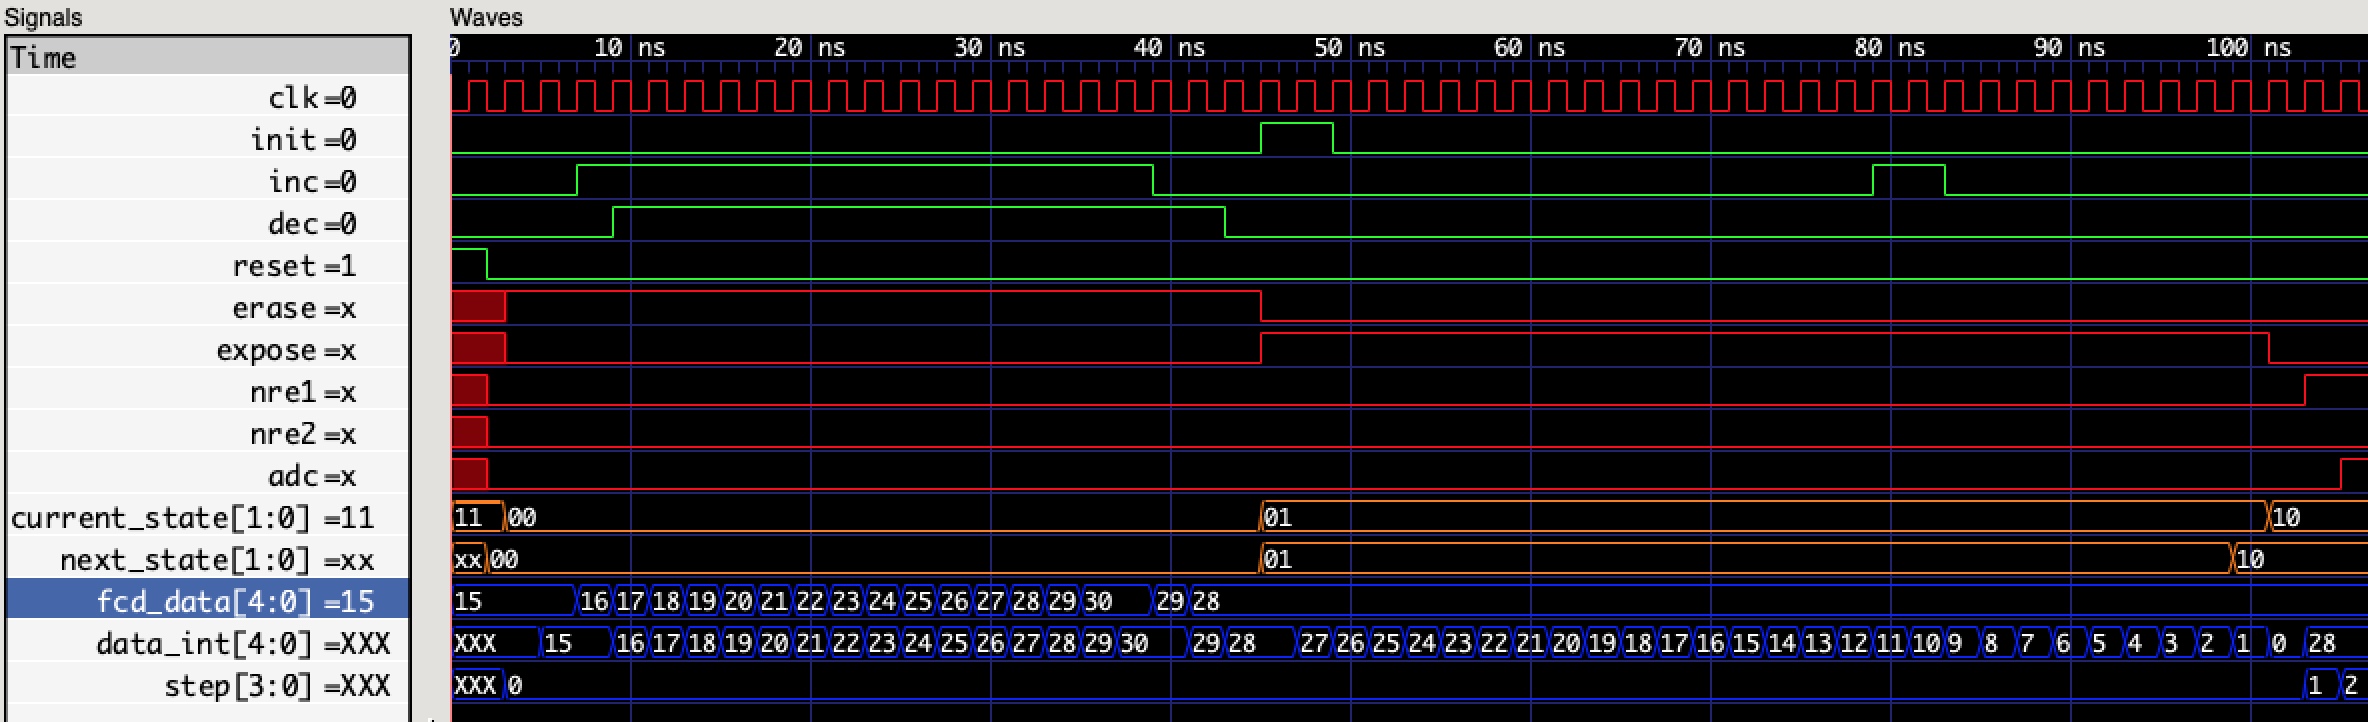 Signals Waves
Time 0 10 ns 20 ns 30 ns 40 ns 50 ns 60 ns 70 ns 80 ns 90 ns 100 ns
clk =0
init =0
inc =0
dec =0
reset =1
erase =x
expose =x
nre1 =x
nre2 =x
adc =x
current_state[1:0] =11 11 00 01 10
next_state[1:0] =xx xx 00 01 10
fcd_data[4:0] =15 15 16 17 18 19 20 21 22 23 24 25 26 27 28 29 30 29 28
data_int[4:0] =XXX XXX 15 16 17 18 19 20 21 22 23 24 25 26 27 28 29 30 29 28 27 26 25 24 23 22 21 20 19 18 17 16 15 14 13 12 11 10 9 8 7 6 5 4 3 2 1 0 28
step[3:0] =XXX XXX 0 1 2